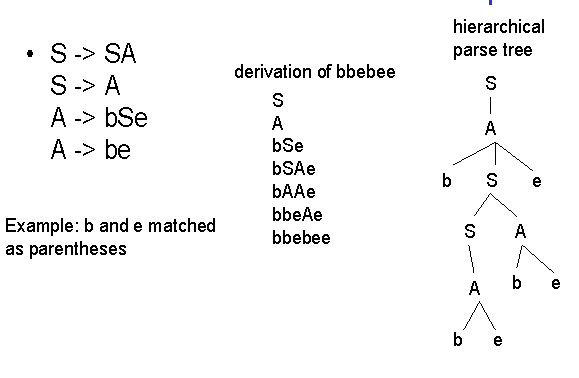 • S -> SA
S -> A
A -> bSe
A -> be
Example: b and e matched
as parentheses
derivation of bbebee
S
A
bSe
bSAe
bAAe
bbeAe
bbebee
hierarchical
parse tree
S
A
b S e
S A
A b e
b e